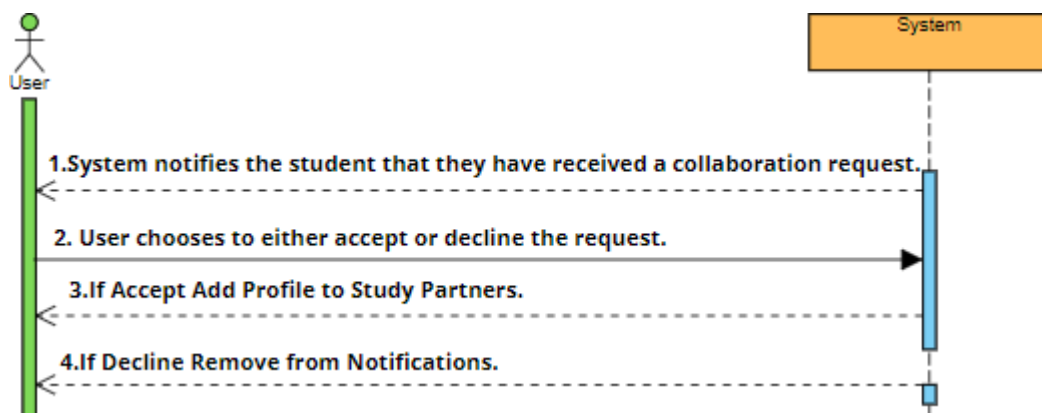 User
System
1.System notifies the student that they have received a collaboration request.
2. User chooses to either accept or decline the request.
3.If Accept Add Profile to Study Partners.
4.If Decline Remove from Notifications.